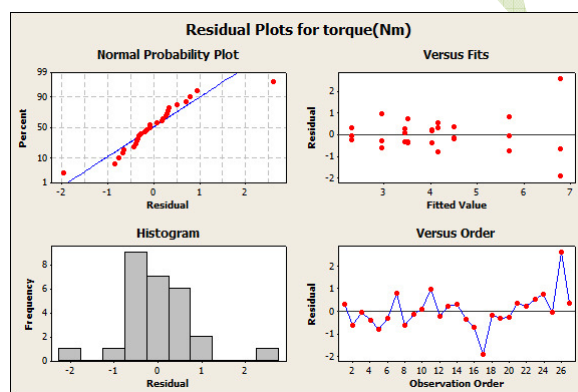 Residual Plots for torque(Nm)
Normal Probability Plot
Versus Fits
99
90
50
10
1
Percent
-2
-1
0
1
2
Residual
2
1
0
-1
-2
Residual
2
3
4
5
6
7
Fitted Value
Histogram
Versus Order
8
6
4
2
0
Frequency
-2
-1
0
1
2
Residual
2
1
0
-1
-2
Residual
2 4 6 8 10 12 14 16 18 20 22 24 26
Observation Order